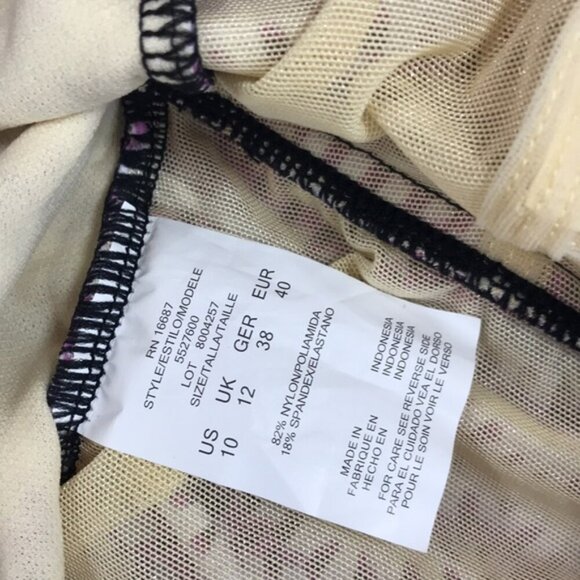 RN 16687
STYLE/ESTILO/MODELE
5527600
LOT 8004257
SIZE/TALLA/TAILLE
US UK GER EUR
10 12 38 40
82% NYLON/POLIAMIDA
18% SPANDEX/ELASTANO
MADE IN INDONESIA
FABRIQUE EN INDONESIA
HECHO EN INDONESIA
FOR CARE SEE REVERSE SIDE
PARA EL CUIDADO VEA EL DORSO
POUR LE SOIN VOIR LE VERSO